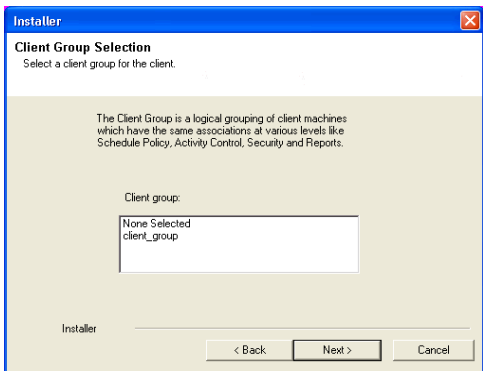 Installer
Client Group Selection
Select a client group for the client.
The Client Group is a logical grouping of client machines
which have the same associations at various levels like
Schedule Policy, Activity Control, Security and Reports.
Client group:
None Selected
client_group
Installer
< Back
Next >
Cancel